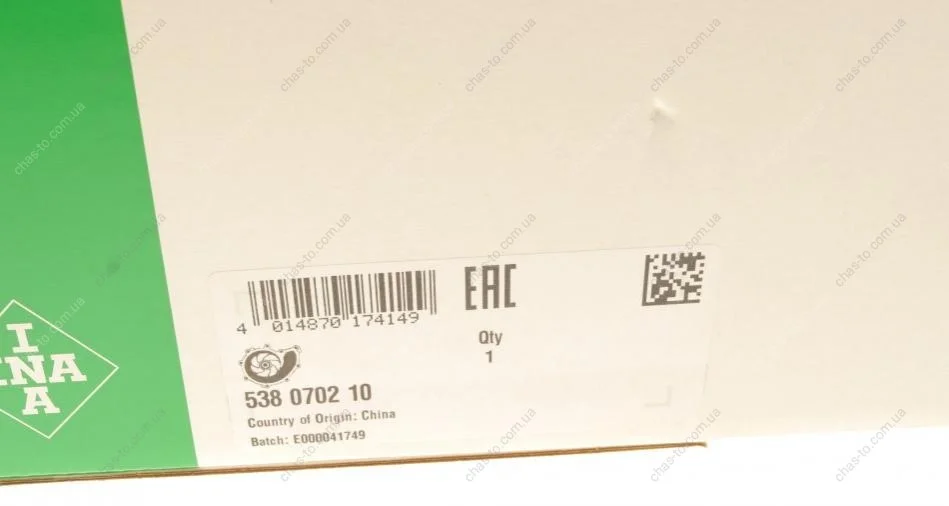 4 014870 174149
EAC
Qty
1
538 0702 10
Country of Origin: China
Batch: E000041749
I
INA
A
chas-to.com.ua